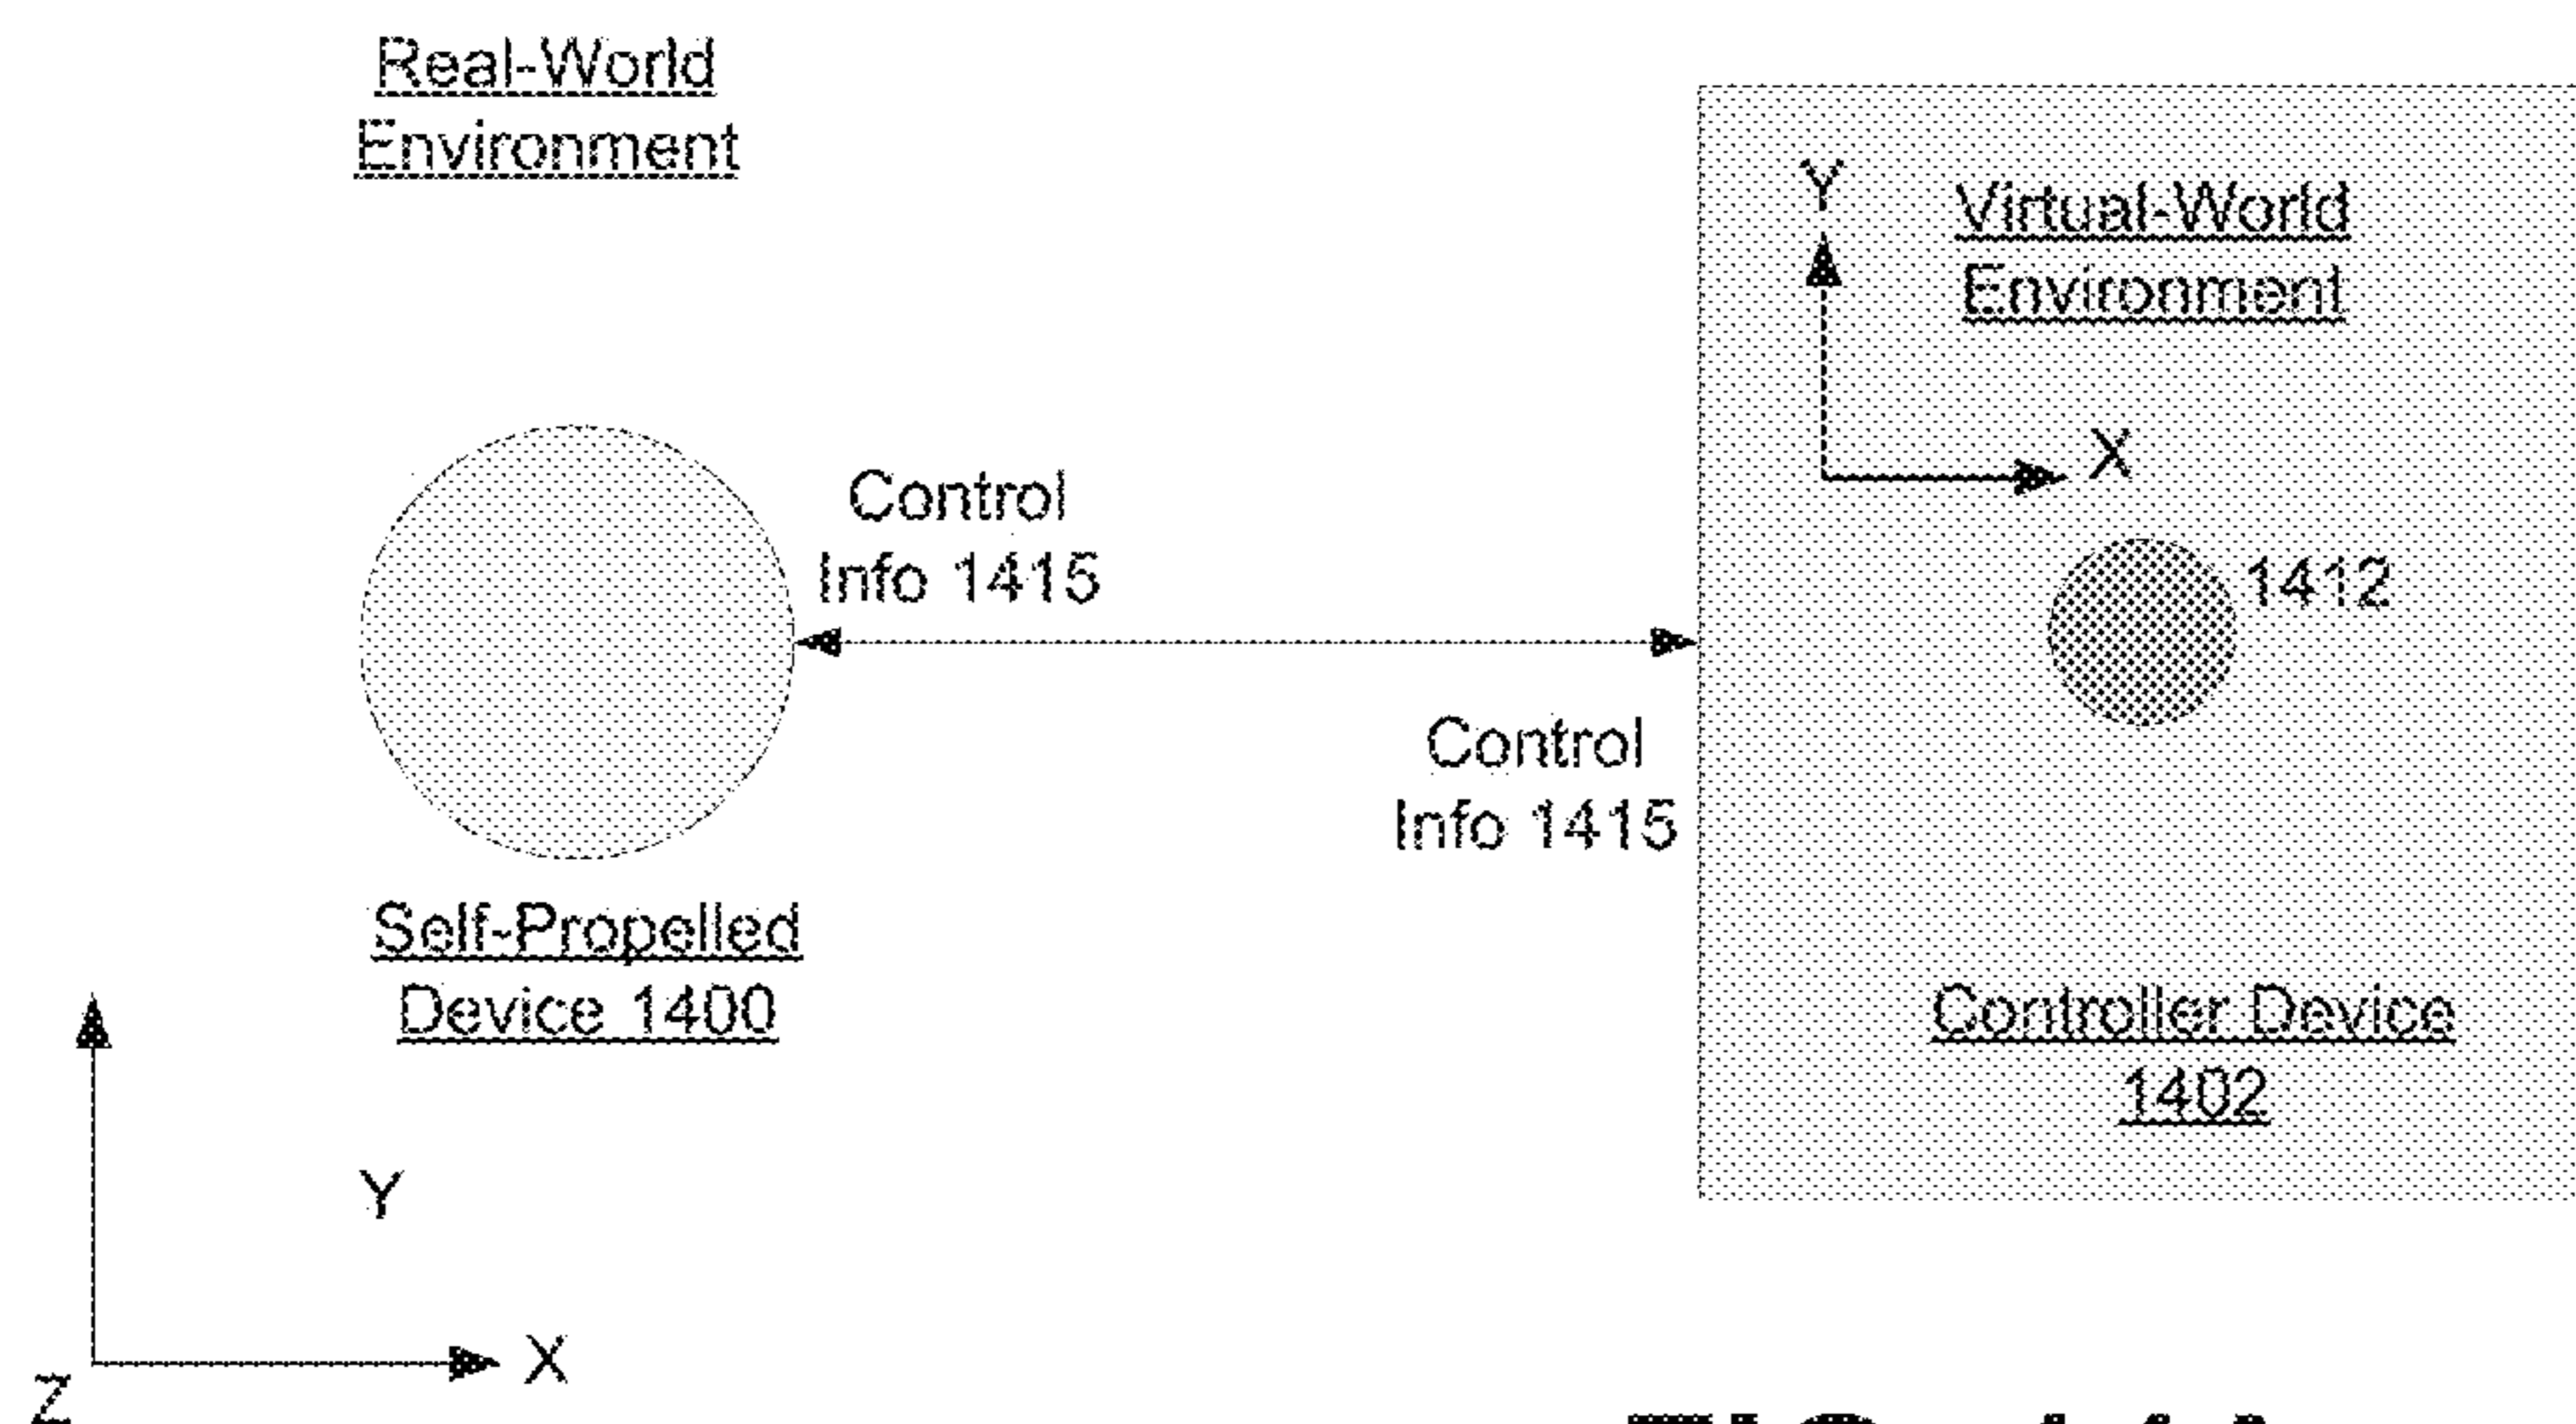 Real-World
Environment
Y
Virtual-World
Environment
X
Control
Info 1415
1412
Control
Info 1415
Self-Propelled
Device 1400
Controller Device
1402
Y
X
Z